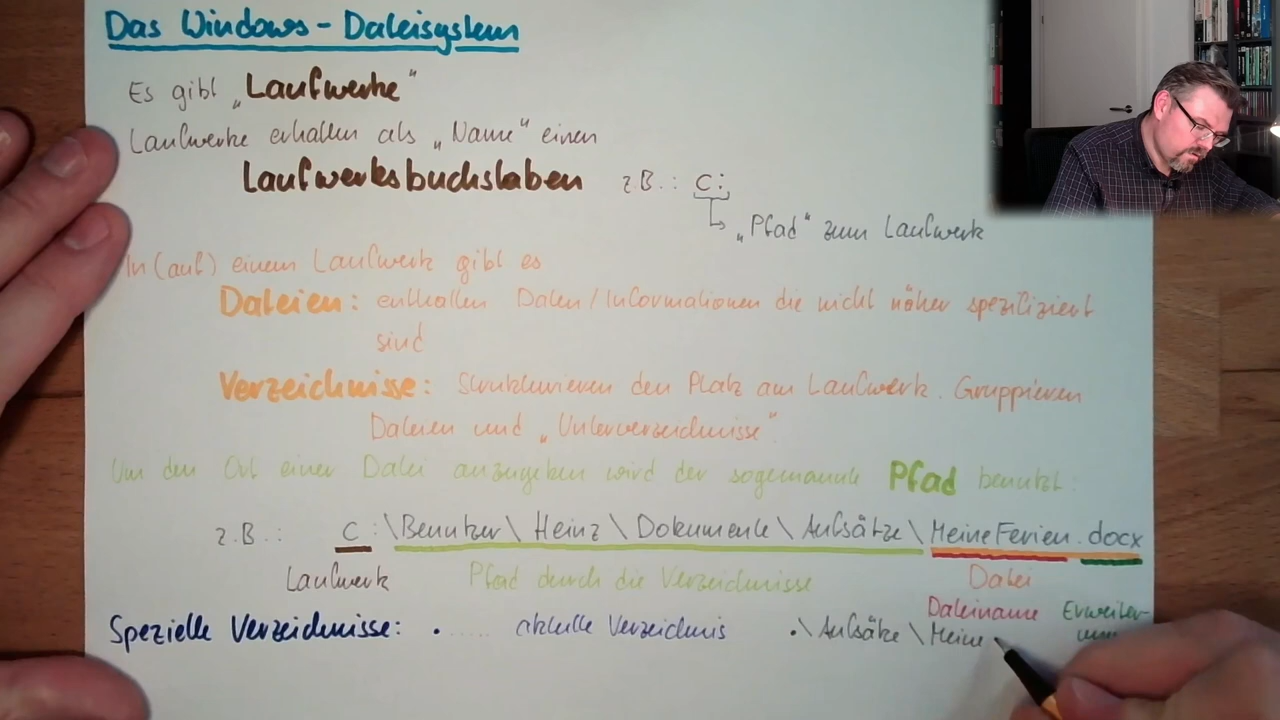 Das Windows-Dateisystem
Es gibt „Laufwerke"
Laufwerke erhalten als „Name" einen
Laufwerksbuchstaben z.B.: C:
„Pfad" zum Laufwerk
In (auf) einem Laufwerk gibt es
Dateien: enthalten Daten/Informationen die nicht näher spezifiziert
sind
Verzeichnisse: Strukturieren den Platz am Laufwerk. Gruppieren
Dateien und „Unterverzeichnisse"
Um den Ort einer Datei anzugeben wird der sogenannte Pfad benutzt:
z.B.: C:\Benutzer\Heinz\Dokumente\Aufsätze\MeineFerien.docx
Laufwerk Pfad durch die Verzeichnisse Datei
Dateiname Erweiter-
ung
Spezielle Verzeichnisse: . aktelle Verzeichnis .\Aufsätze\Meine